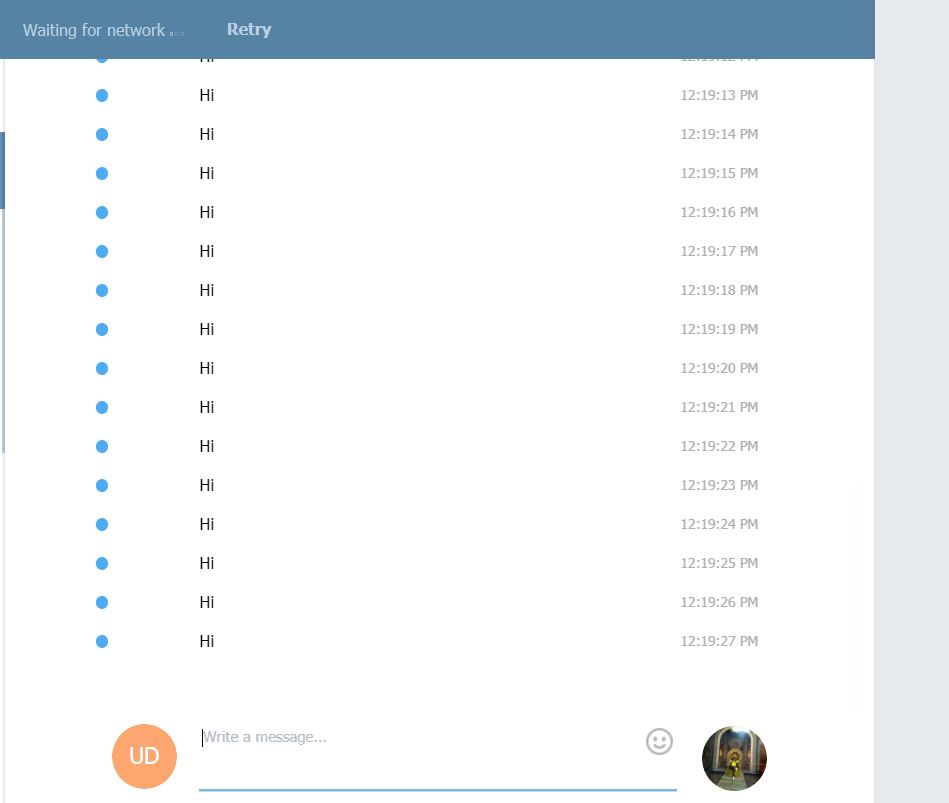 Waiting for network ... Retry
Hi 12:19:12 PM
Hi 12:19:13 PM
Hi 12:19:14 PM
Hi 12:19:15 PM
Hi 12:19:16 PM
Hi 12:19:17 PM
Hi 12:19:18 PM
Hi 12:19:19 PM
Hi 12:19:20 PM
Hi 12:19:21 PM
Hi 12:19:22 PM
Hi 12:19:23 PM
Hi 12:19:24 PM
Hi 12:19:25 PM
Hi 12:19:26 PM
Hi 12:19:27 PM
UD Write a message...